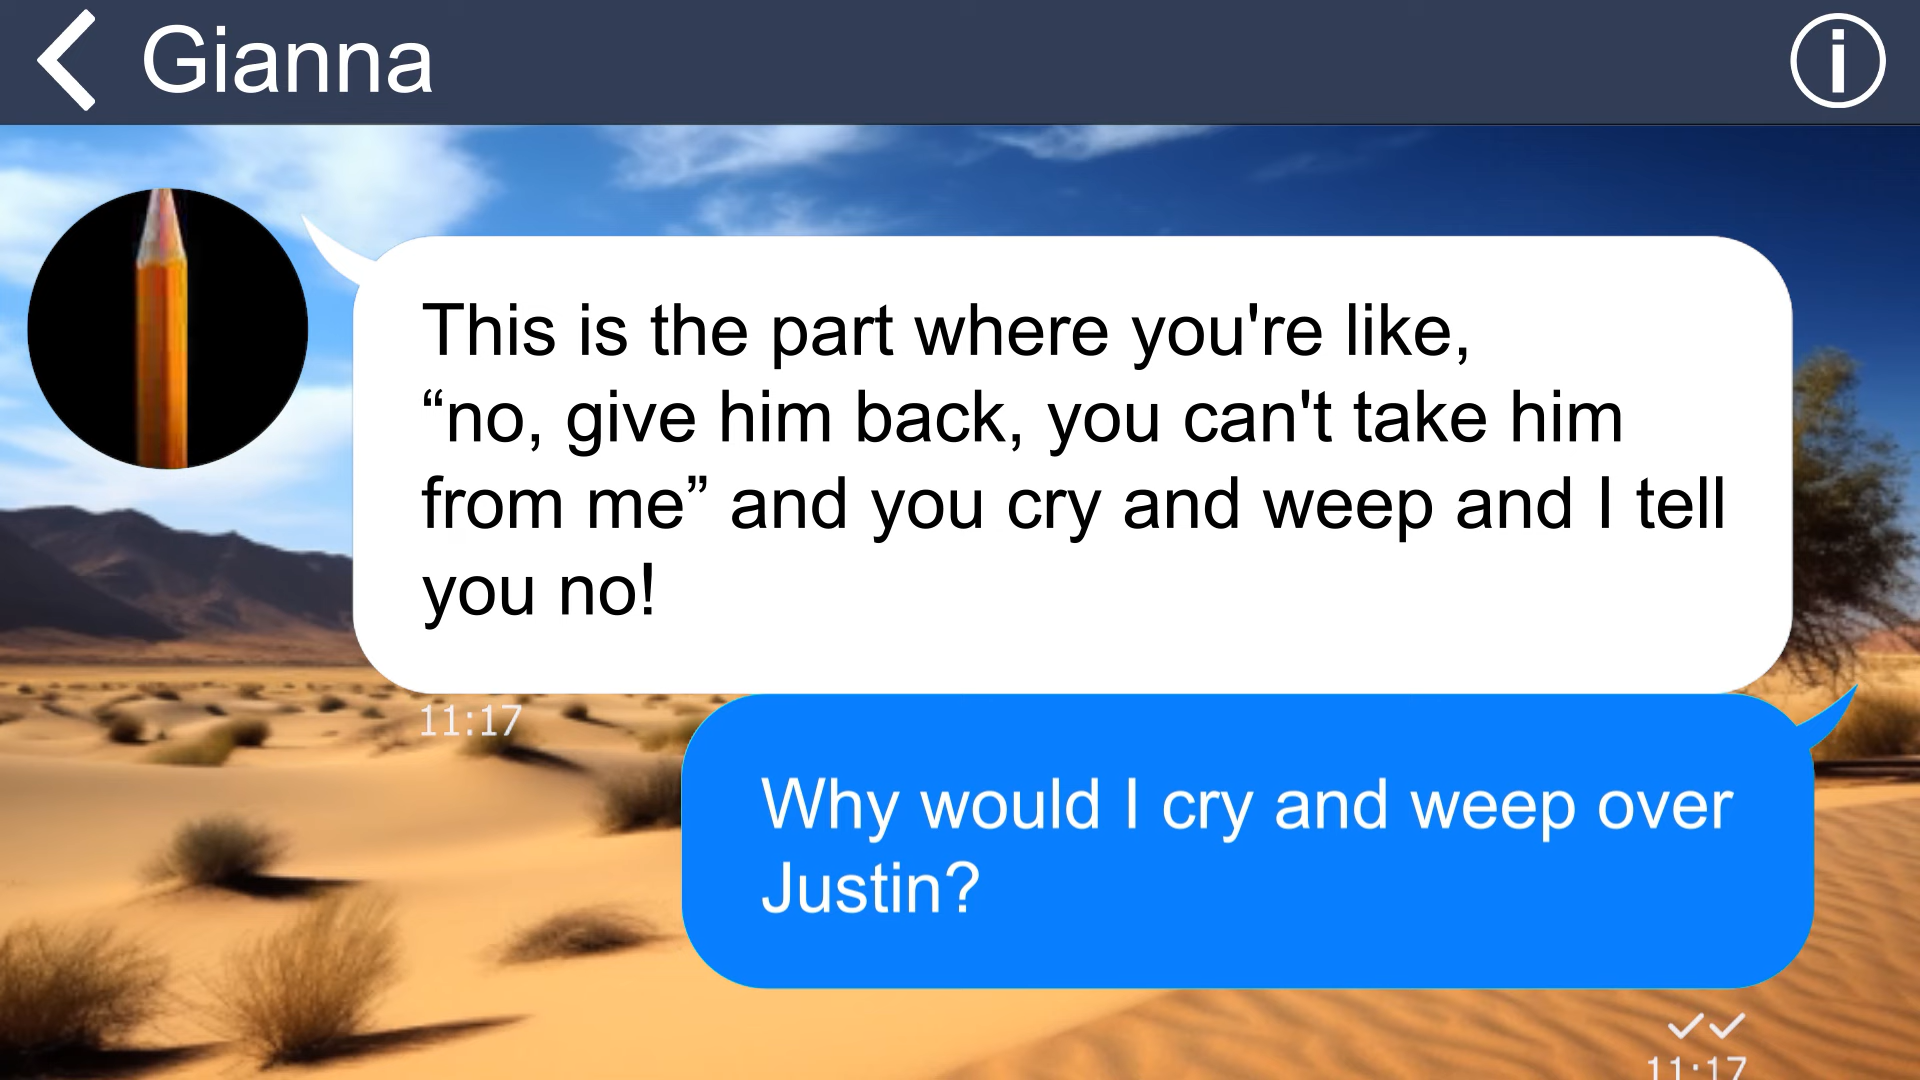 Gianna
This is the part where you're like,
“no, give him back, you can't take him
from me” and you cry and weep and I tell
you no!
11:17
Why would I cry and weep over
Justin?
11:17